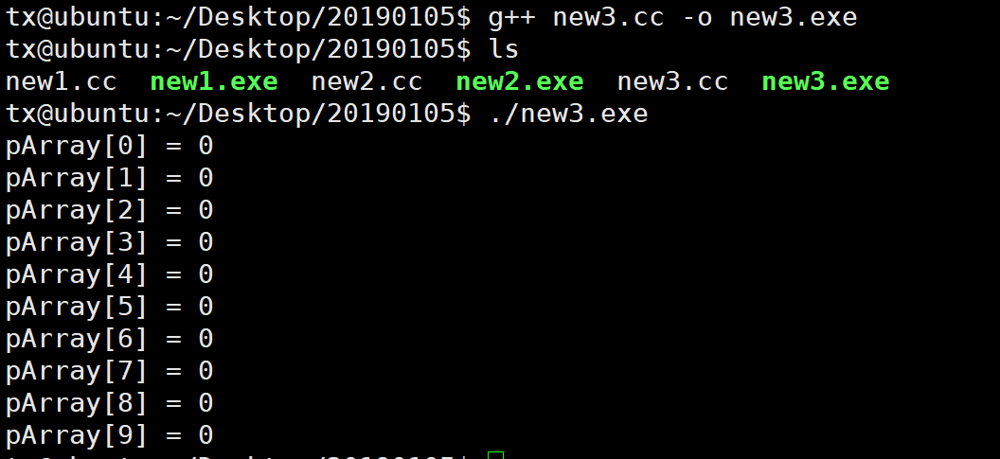 tx@ubuntu:~/Desktop/20190105$ g++ new3.cc -o new3.exe
tx@ubuntu:~/Desktop/20190105$ ls
new1.cc  new1.exe  new2.cc  new2.exe  new3.cc  new3.exe
tx@ubuntu:~/Desktop/20190105$ ./new3.exe
pArray[0] = 0
pArray[1] = 0
pArray[2] = 0
pArray[3] = 0
pArray[4] = 0
pArray[5] = 0
pArray[6] = 0
pArray[7] = 0
pArray[8] = 0
pArray[9] = 0